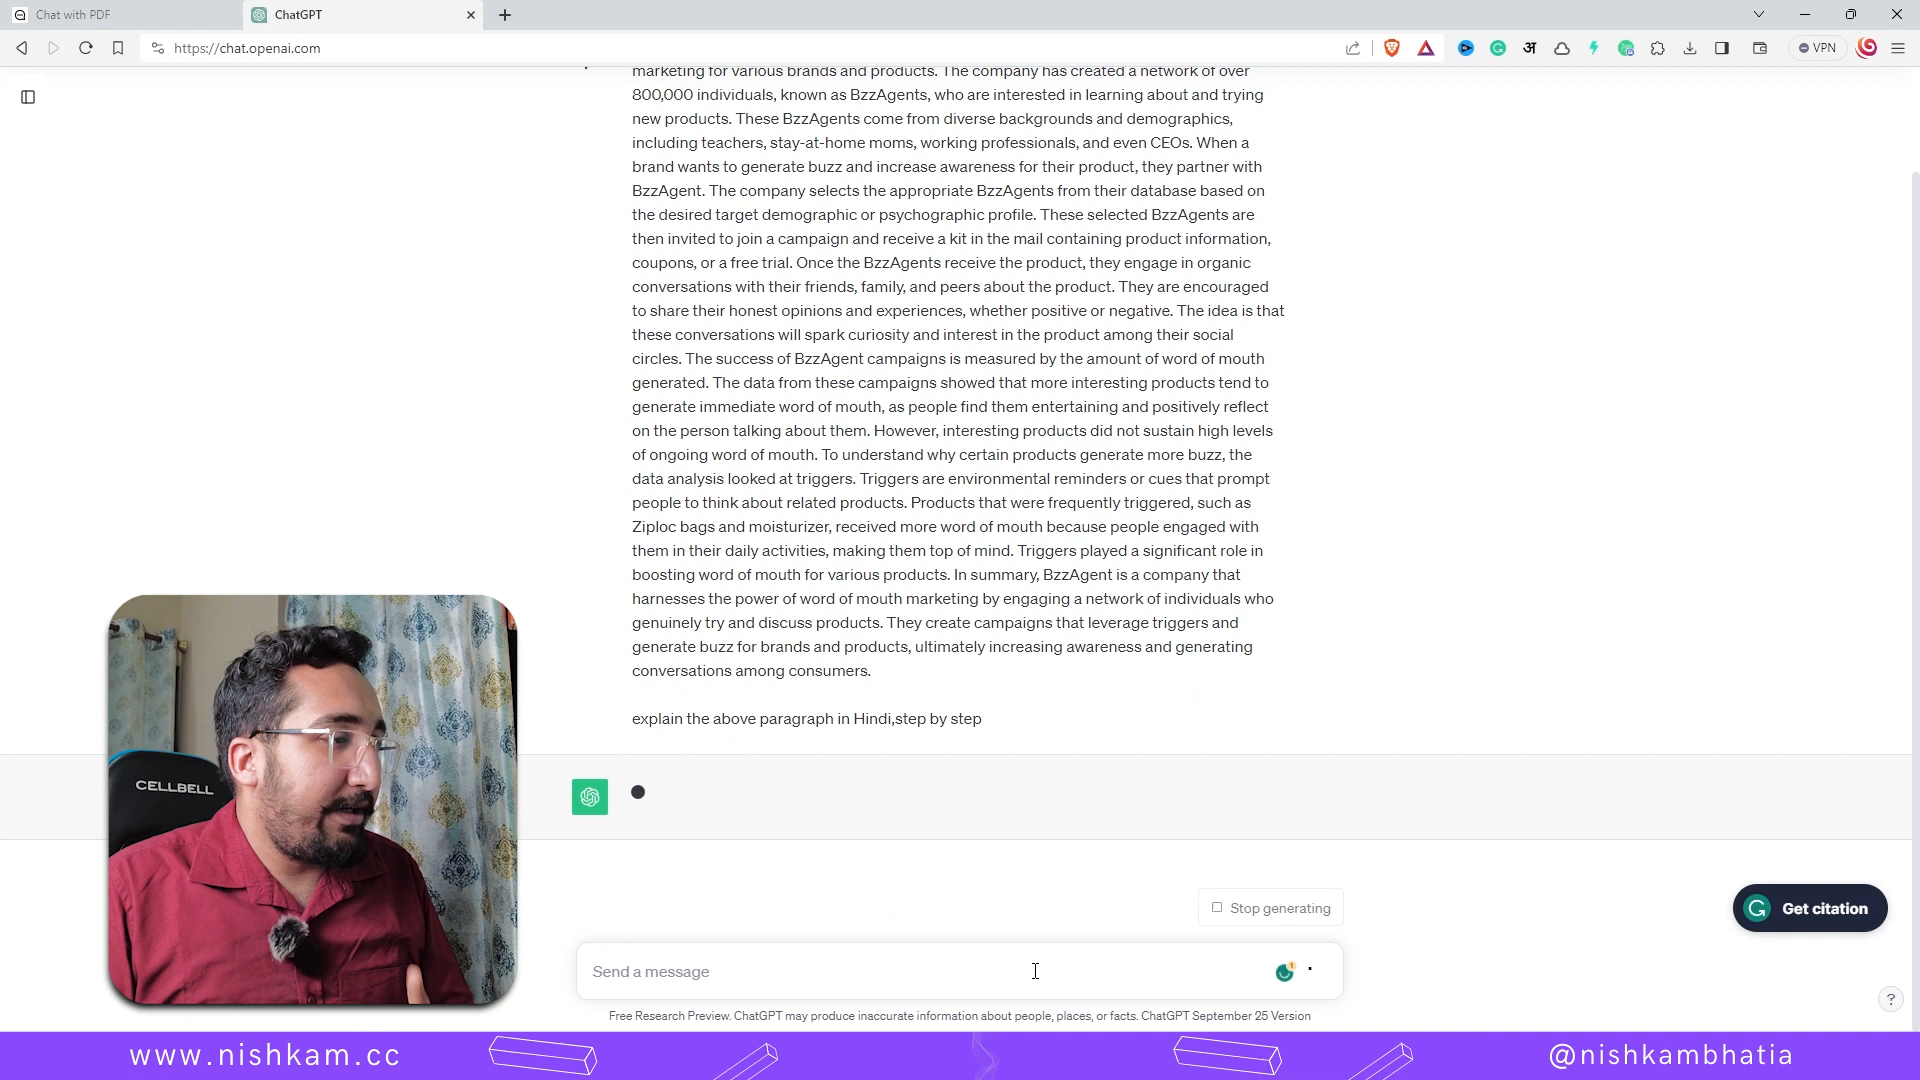 Chat with PDF
ChatGPT
https://chat.openai.com
VPN
marketing for various brands and products. The company has created a network of over
800,000 individuals, known as BzzAgents, who are interested in learning about and trying
new products. These BzzAgents come from diverse backgrounds and demographics,
including teachers, stay-at-home moms, working professionals, and even CEOs. When a
brand wants to generate buzz and increase awareness for their product, they partner with
BzzAgent. The company selects the appropriate BzzAgents from their database based on
the desired target demographic or psychographic profile. These selected BzzAgents are
then invited to join a campaign and receive a kit in the mail containing product information,
coupons, or a free trial. Once the BzzAgents receive the product, they engage in organic
conversations with their friends, family, and peers about the product. They are encouraged
to share their honest opinions and experiences, whether positive or negative. The idea is that
these conversations will spark curiosity and interest in the product among their social
circles. The success of BzzAgent campaigns is measured by the amount of word of mouth
generated. The data from these campaigns showed that more interesting products tend to
generate immediate word of mouth, as people find them entertaining and positively reflect
on the person talking about them. However, interesting products did not sustain high levels
of ongoing word of mouth. To understand why certain products generate more buzz, the
data analysis looked at triggers. Triggers are environmental reminders or cues that prompt
people to think about related products. Products that were frequently triggered, such as
Ziploc bags and moisturizer, received more word of mouth because people engaged with
them in their daily activities, making them top of mind. Triggers played a significant role in
boosting word of mouth for various products. In summary, BzzAgent is a company that
harnesses the power of word of mouth marketing by engaging a network of individuals who
genuinely try and discuss products. They create campaigns that leverage triggers and
generate buzz for brands and products, ultimately increasing awareness and generating
conversations among consumers.
explain the above paragraph in Hindi,step by step
CELLBELL
Stop generating
Get citation
Send a message
1
?
Free Research Preview. ChatGPT may produce inaccurate information about people, places, or facts. ChatGPT September 25 Version
www.nishkam.cc
@nishkambhatia
अ